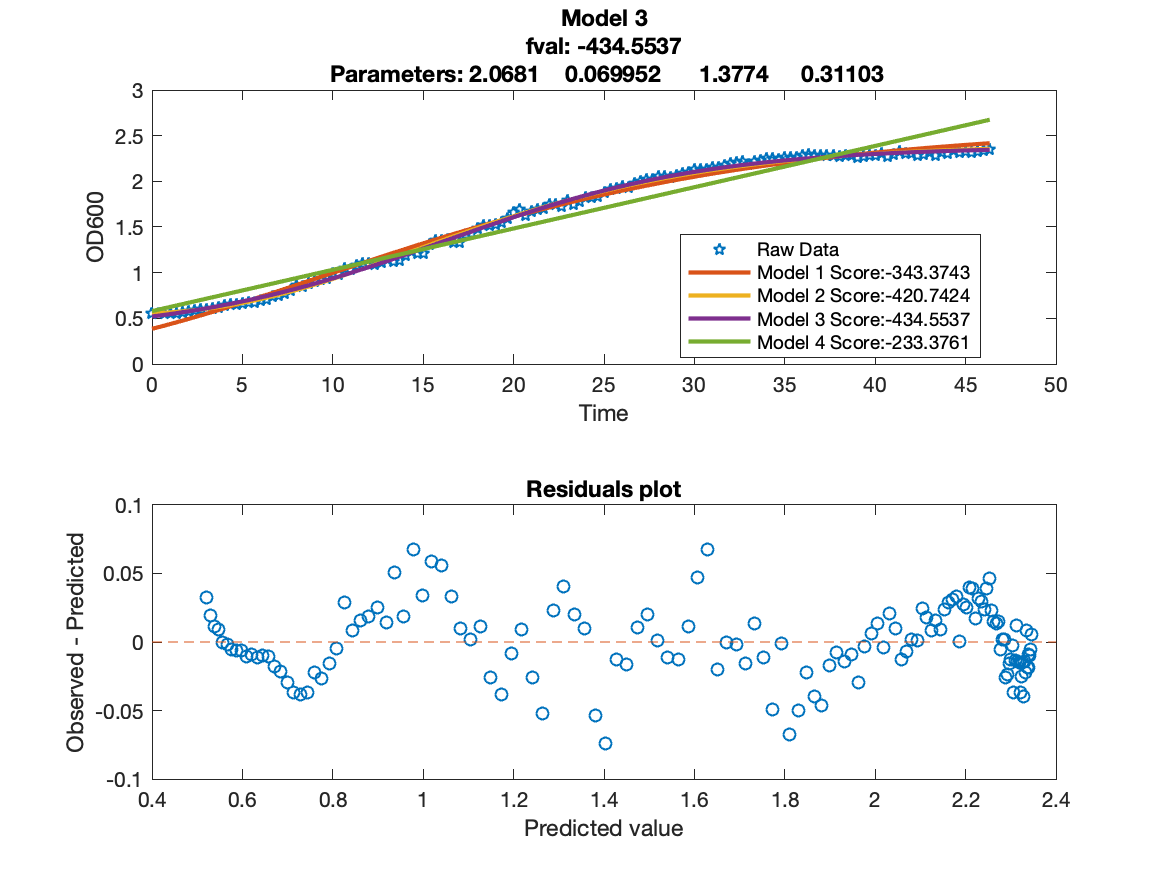 Model 3
fval: -434.5537
Parameters: 2.0681 0.069952 1.3774 0.31103
3
2.5
2
1.5
1
0.5
0
OD600
Raw Data
Model 1 Score:-343.3743
Model 2 Score:-420.7424
Model 3 Score:-434.5537
Model 4 Score:-233.3761
0 5 10 15 20 25 30 35 40 45 50
Time
Residuals plot
0.1
0.05
0
-0.05
-0.1
Observed - Predicted
0.4 0.6 0.8 1 1.2 1.4 1.6 1.8 2 2.2 2.4
Predicted value